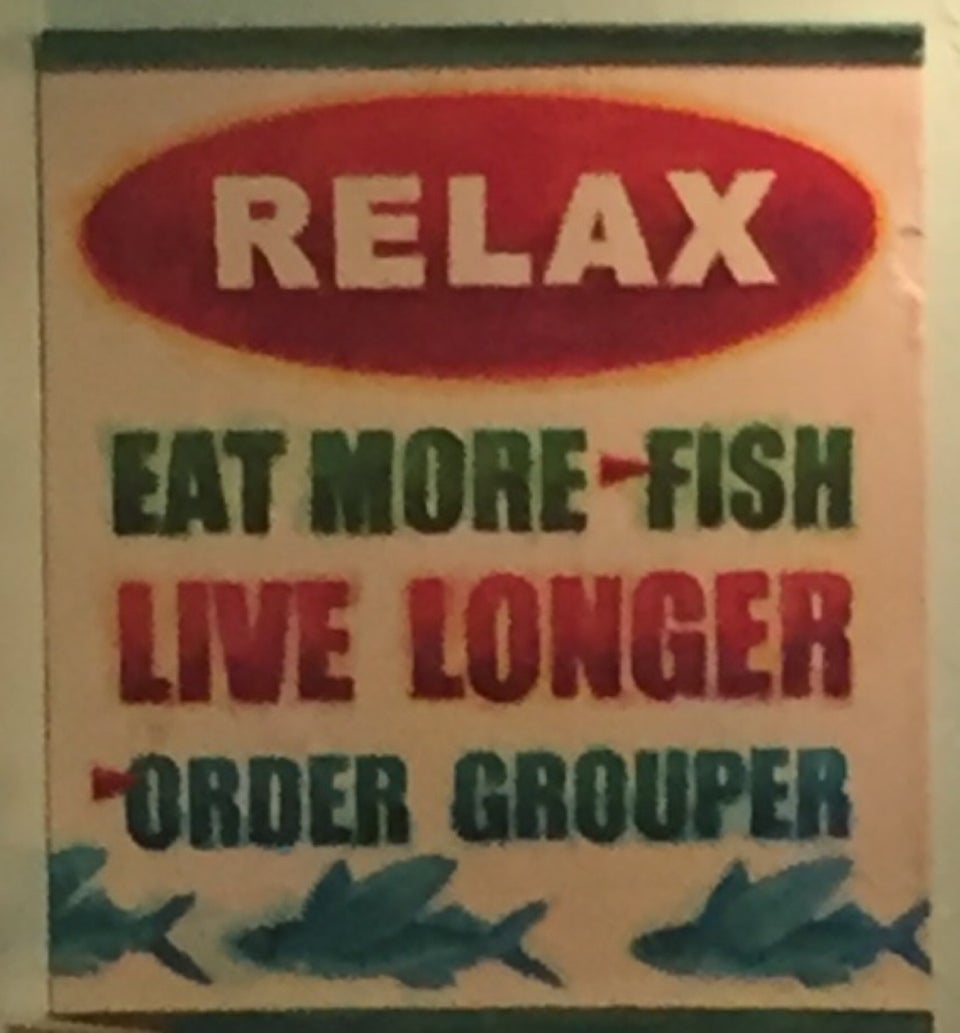 RELAX
EAT MORE FISH
LIVE LONGER
ORDER GROUPER